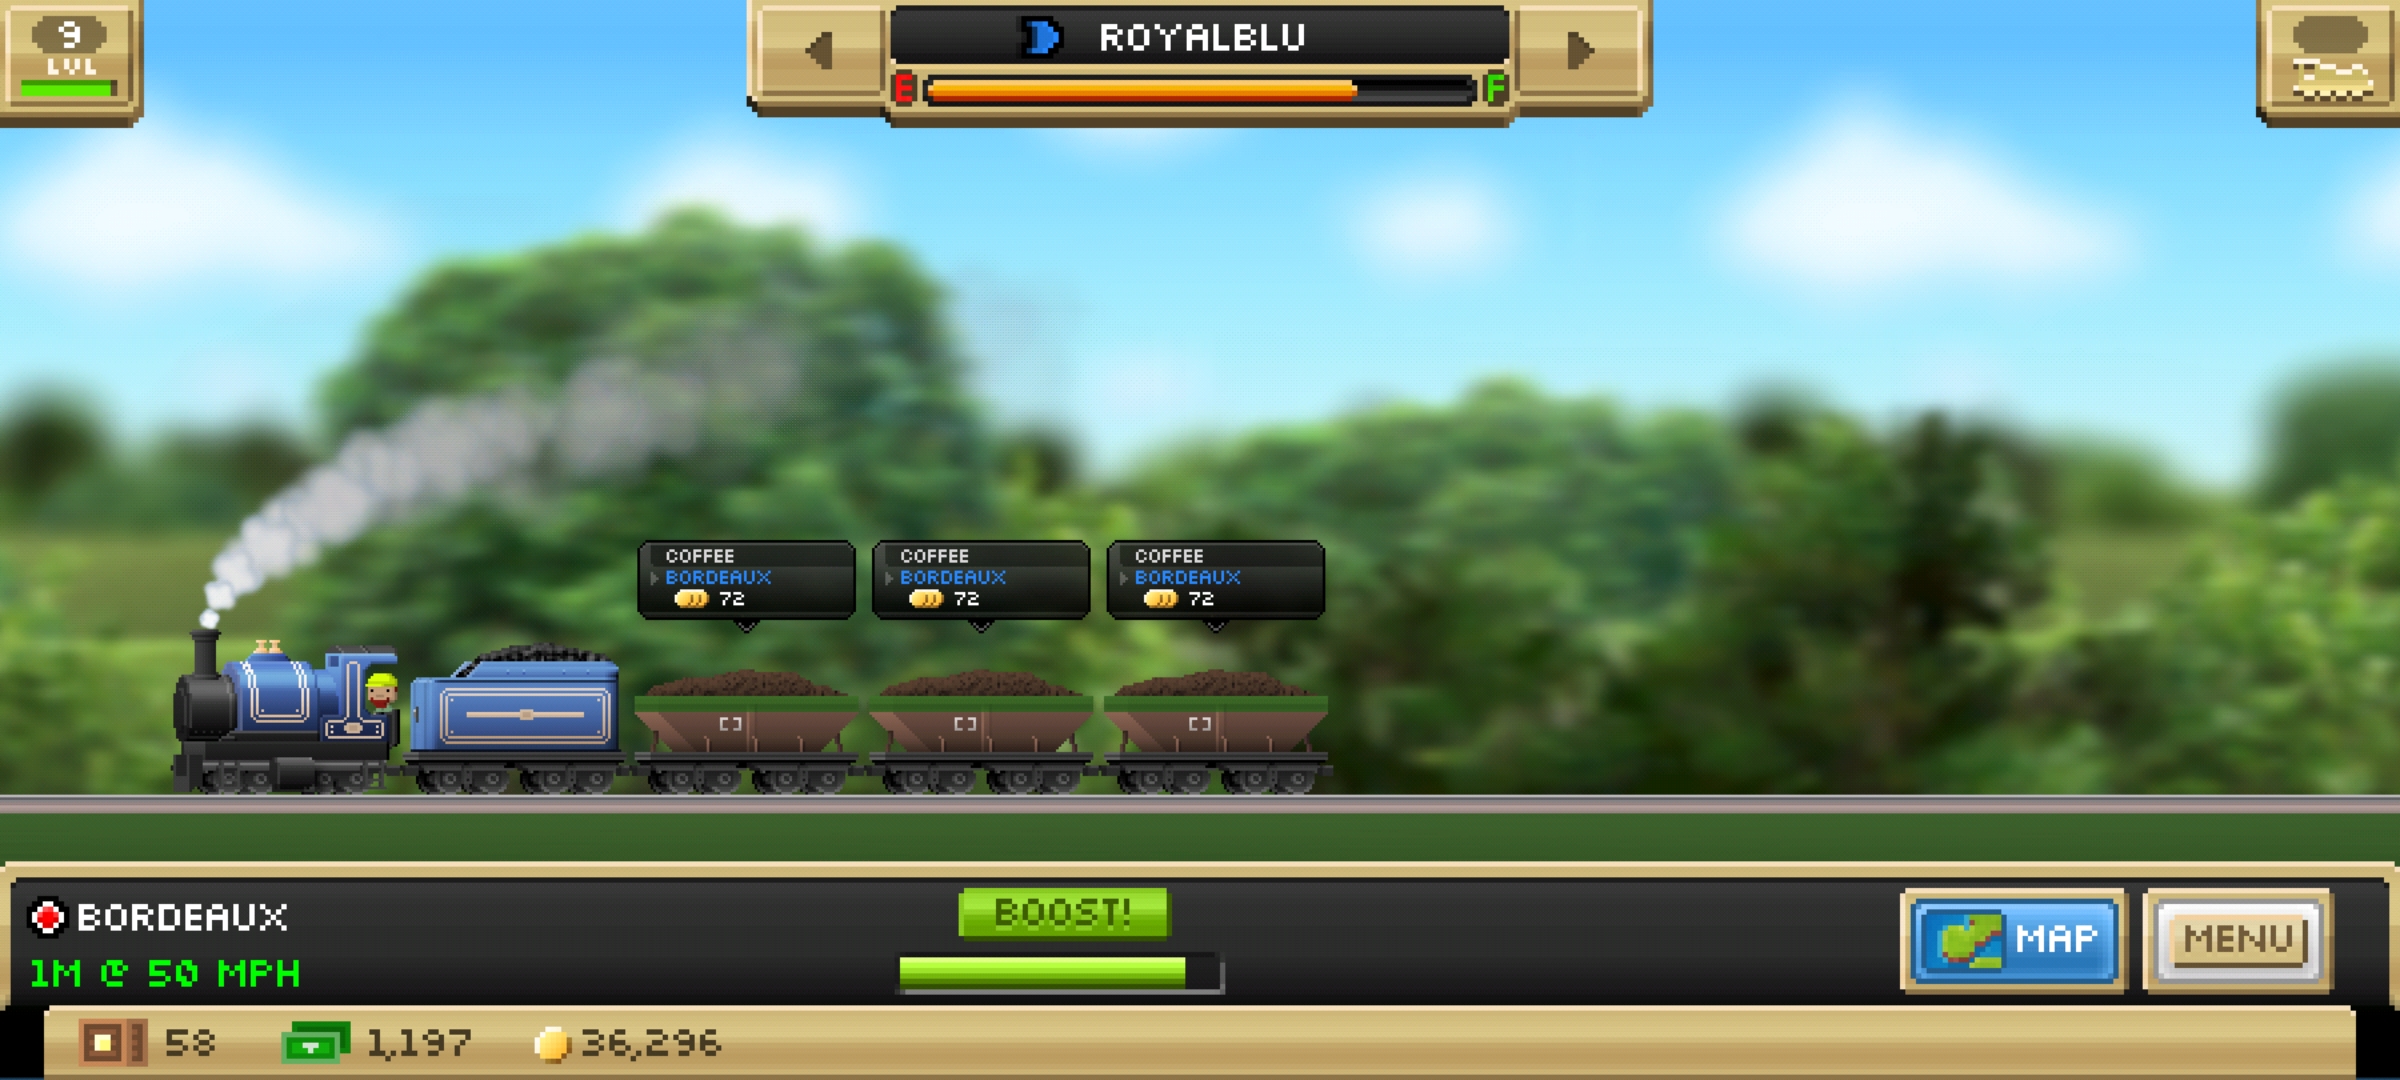 9
LVL
ROYALBLU
E F
COFFEE
BORDEAUX
72
COFFEE
BORDEAUX
72
COFFEE
BORDEAUX
72
BORDEAUX
1M @ 50 MPH
BOOST!
MAP
MENU
58 1,197 36,296